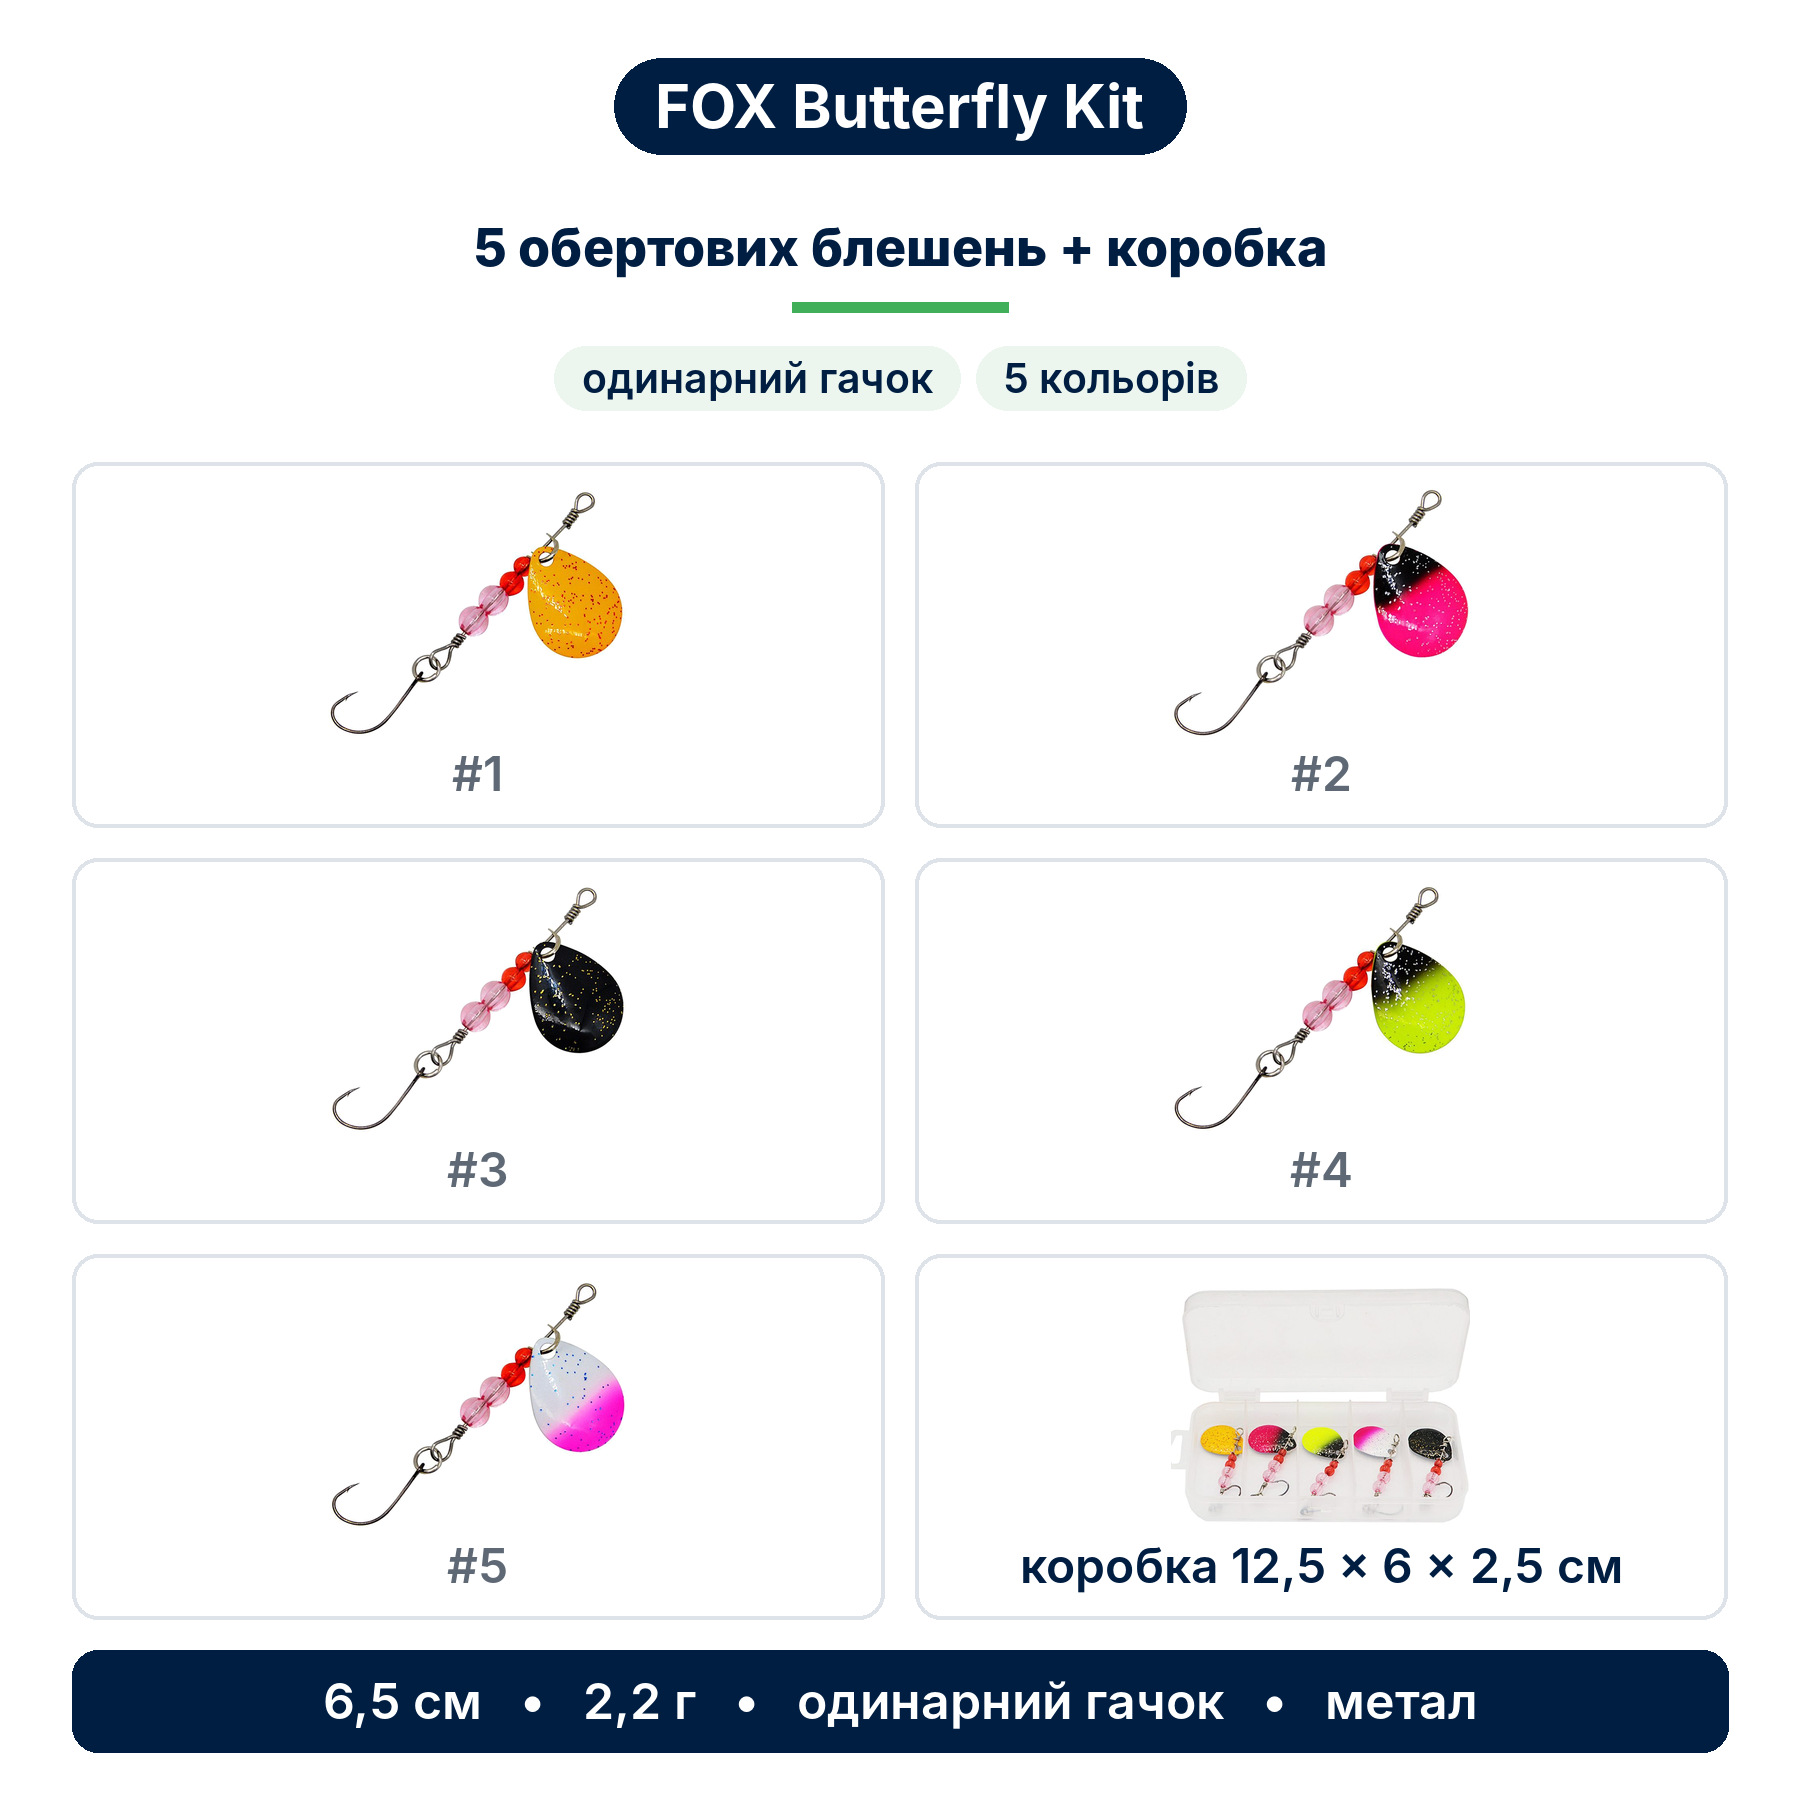 FOX Butterfly Kit
5 обертових блешень + коробка
одинарний гачок
5 кольорів
#1
#2
#3
#4
#5
коробка 12,5 × 6 × 2,5 см
6,5 см • 2,2 г • одинарний гачок • метал